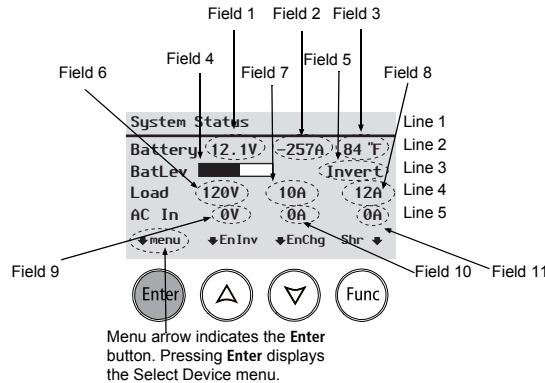 Field 1 Field 2 Field 3
Field 4 Field 5
Field 6 Field 7 Field 8
System Status Line 1
Battery 12.1V -257A 84 °F Line 2
BatLev Invert Line 3
Load 120V 10A 12A Line 4
AC In 0V 0A 0A Line 5
menu EnInv EnChg Shr
Field 9 Field 10 Field 11
Enter Func
Menu arrow indicates the Enter
button. Pressing Enter displays
the Select Device menu.